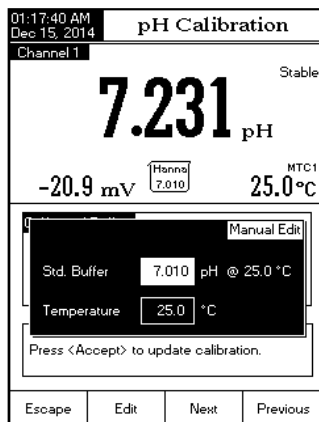 01:17:40 AM
Dec 15, 2014
pH Calibration
Channel 1
Stable
7.231 pH
-20.9 mV
Hanna
7.010
MTC1
25.0°C
Manual Edit
Std. Buffer 7.010 pH @ 25.0 °C
Temperature 25.0 °C
Press <Accept> to update calibration.
Escape Edit Next Previous